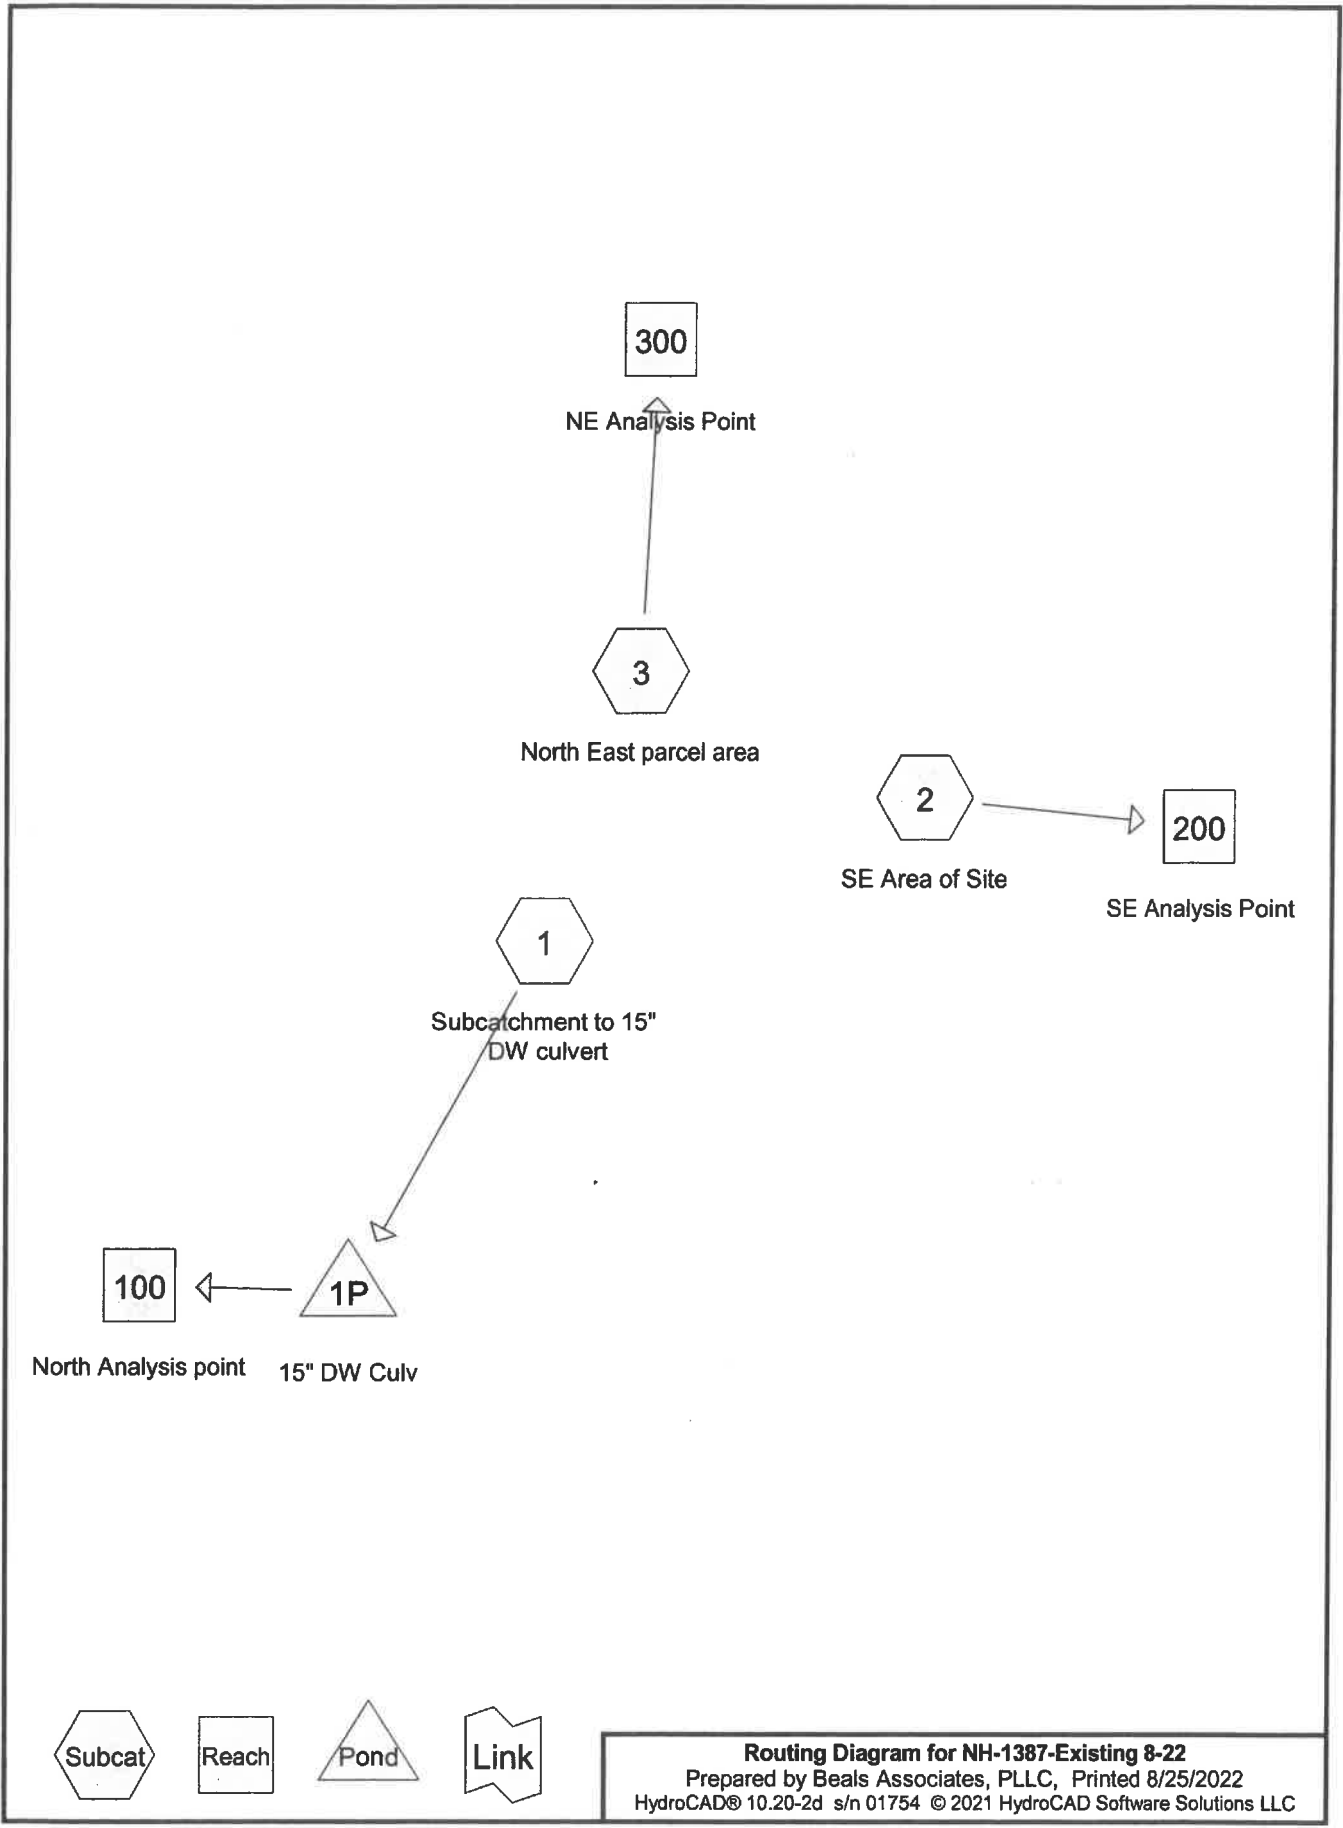 300
NE Analysis Point
3
North East parcel area
2
200
SE Area of Site
SE Analysis Point
1
Subcatchment to 15"
DW culvert
100
1P
North Analysis point
15" DW Culv
Subcat
Reach
Pond
Link
Routing Diagram for NH-1387-Existing 8-22
Prepared by Beals Associates, PLLC, Printed 8/25/2022
HydroCAD® 10.20-2d s/n 01754 © 2021 HydroCAD Software Solutions LLC